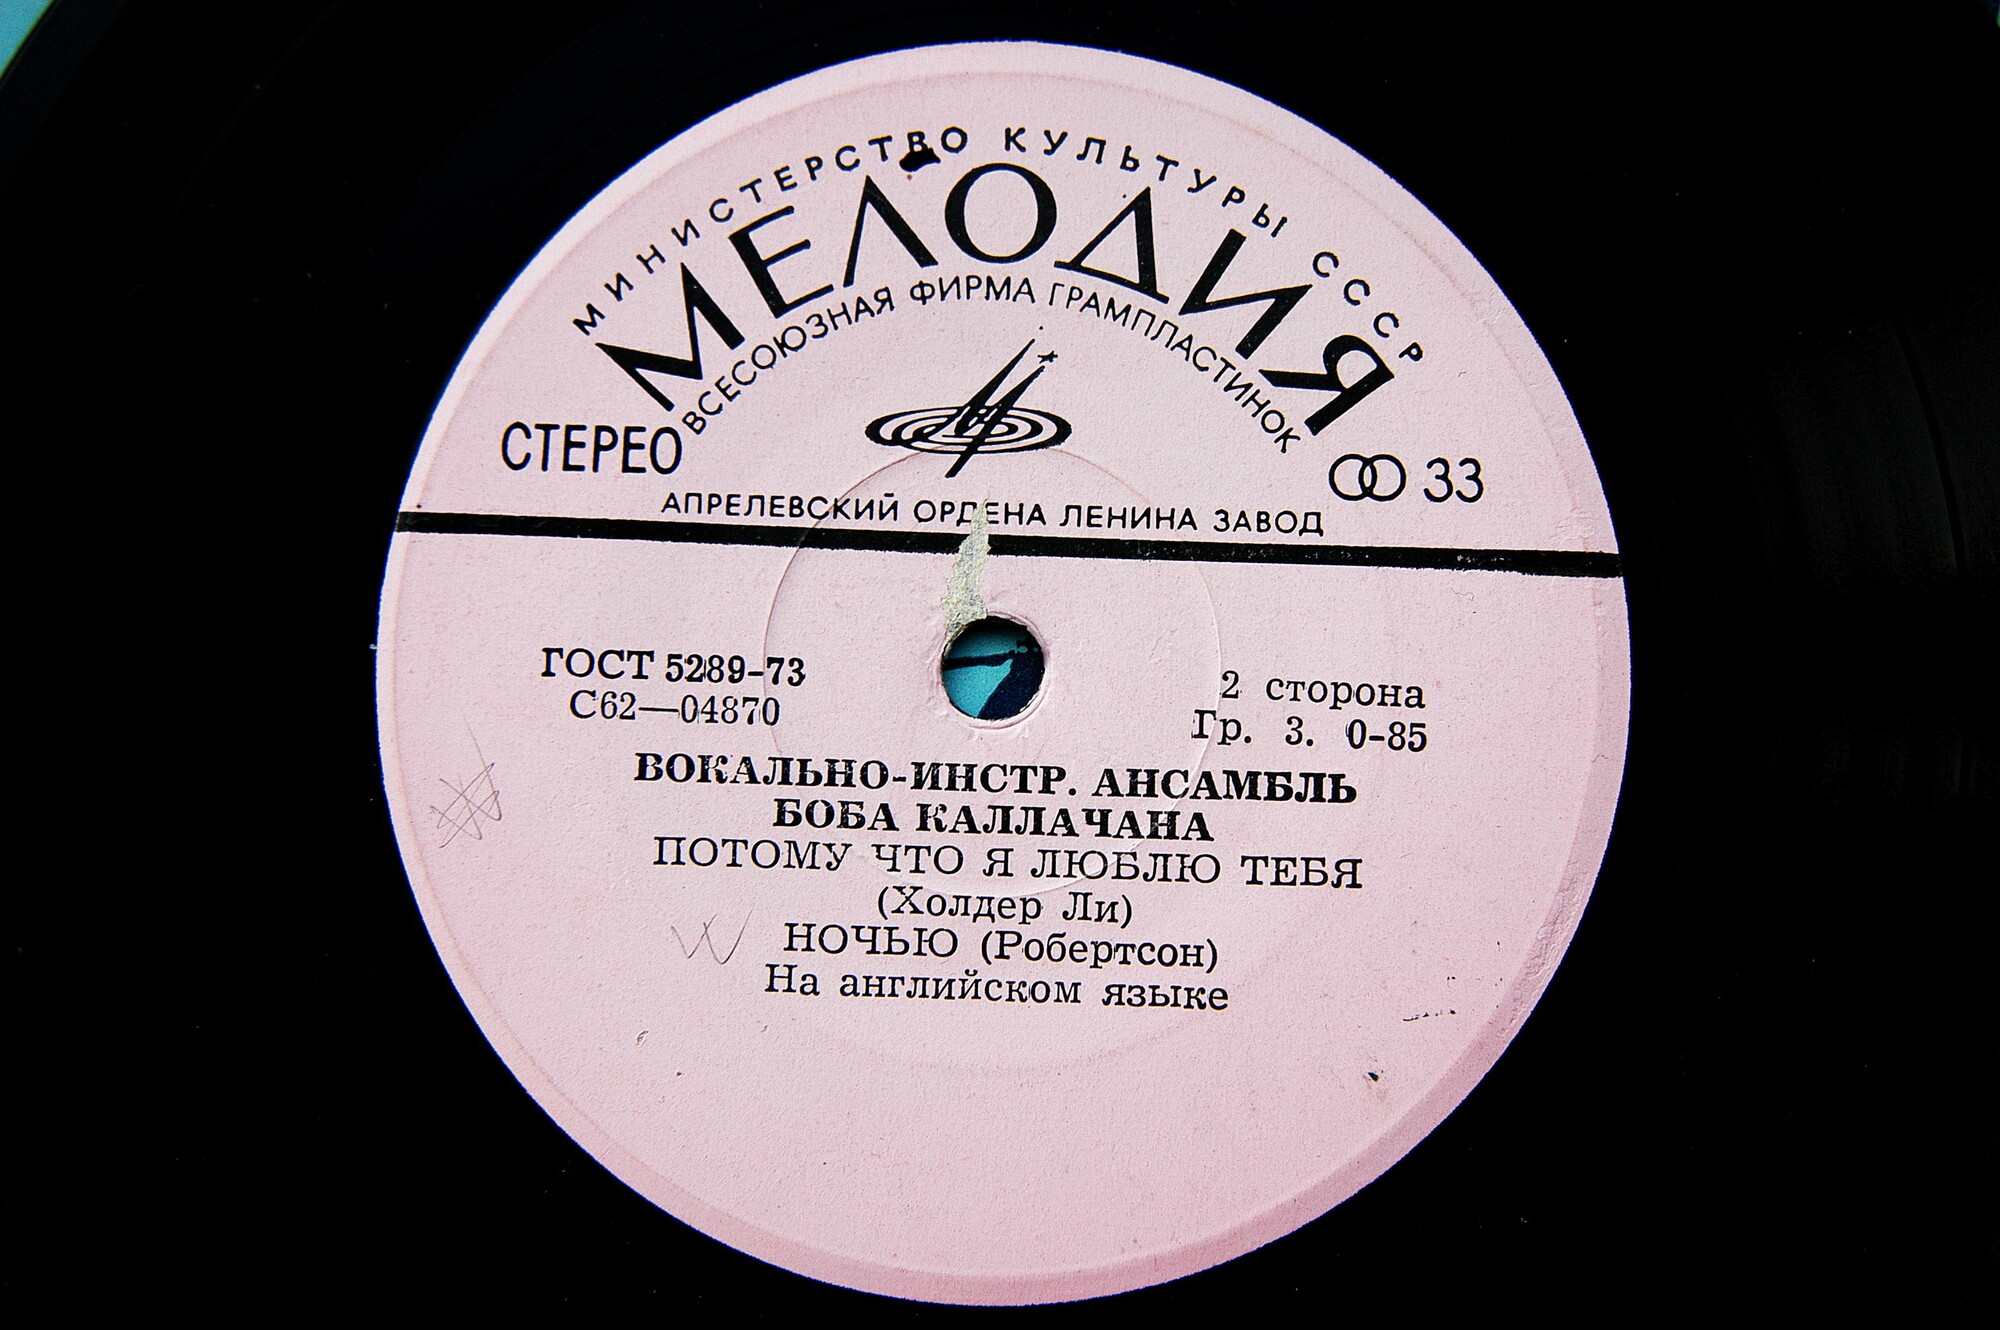 МИНИСТЕРСТВО КУЛЬТУРЫ СССР
МЕЛОДИЯ
ВСЕСОЮЗНАЯ ФИРМА ГРАМПЛАСТИНОК
СТЕРЕО
33
АПРЕЛЕВСКИЙ ОРДЕНА ЛЕНИНА ЗАВОД
ГОСТ 5289-73
С62—04870
2 сторона
Гр. 3. 0-85
ВОКАЛЬНО-ИНСТР. АНСАМБЛЬ
БОБА КАЛЛАЧАНА
ПОТОМУ ЧТО Я ЛЮБЛЮ ТЕБЯ
(Холдер Ли)
НОЧЬЮ (Робертсон)
На английском языке